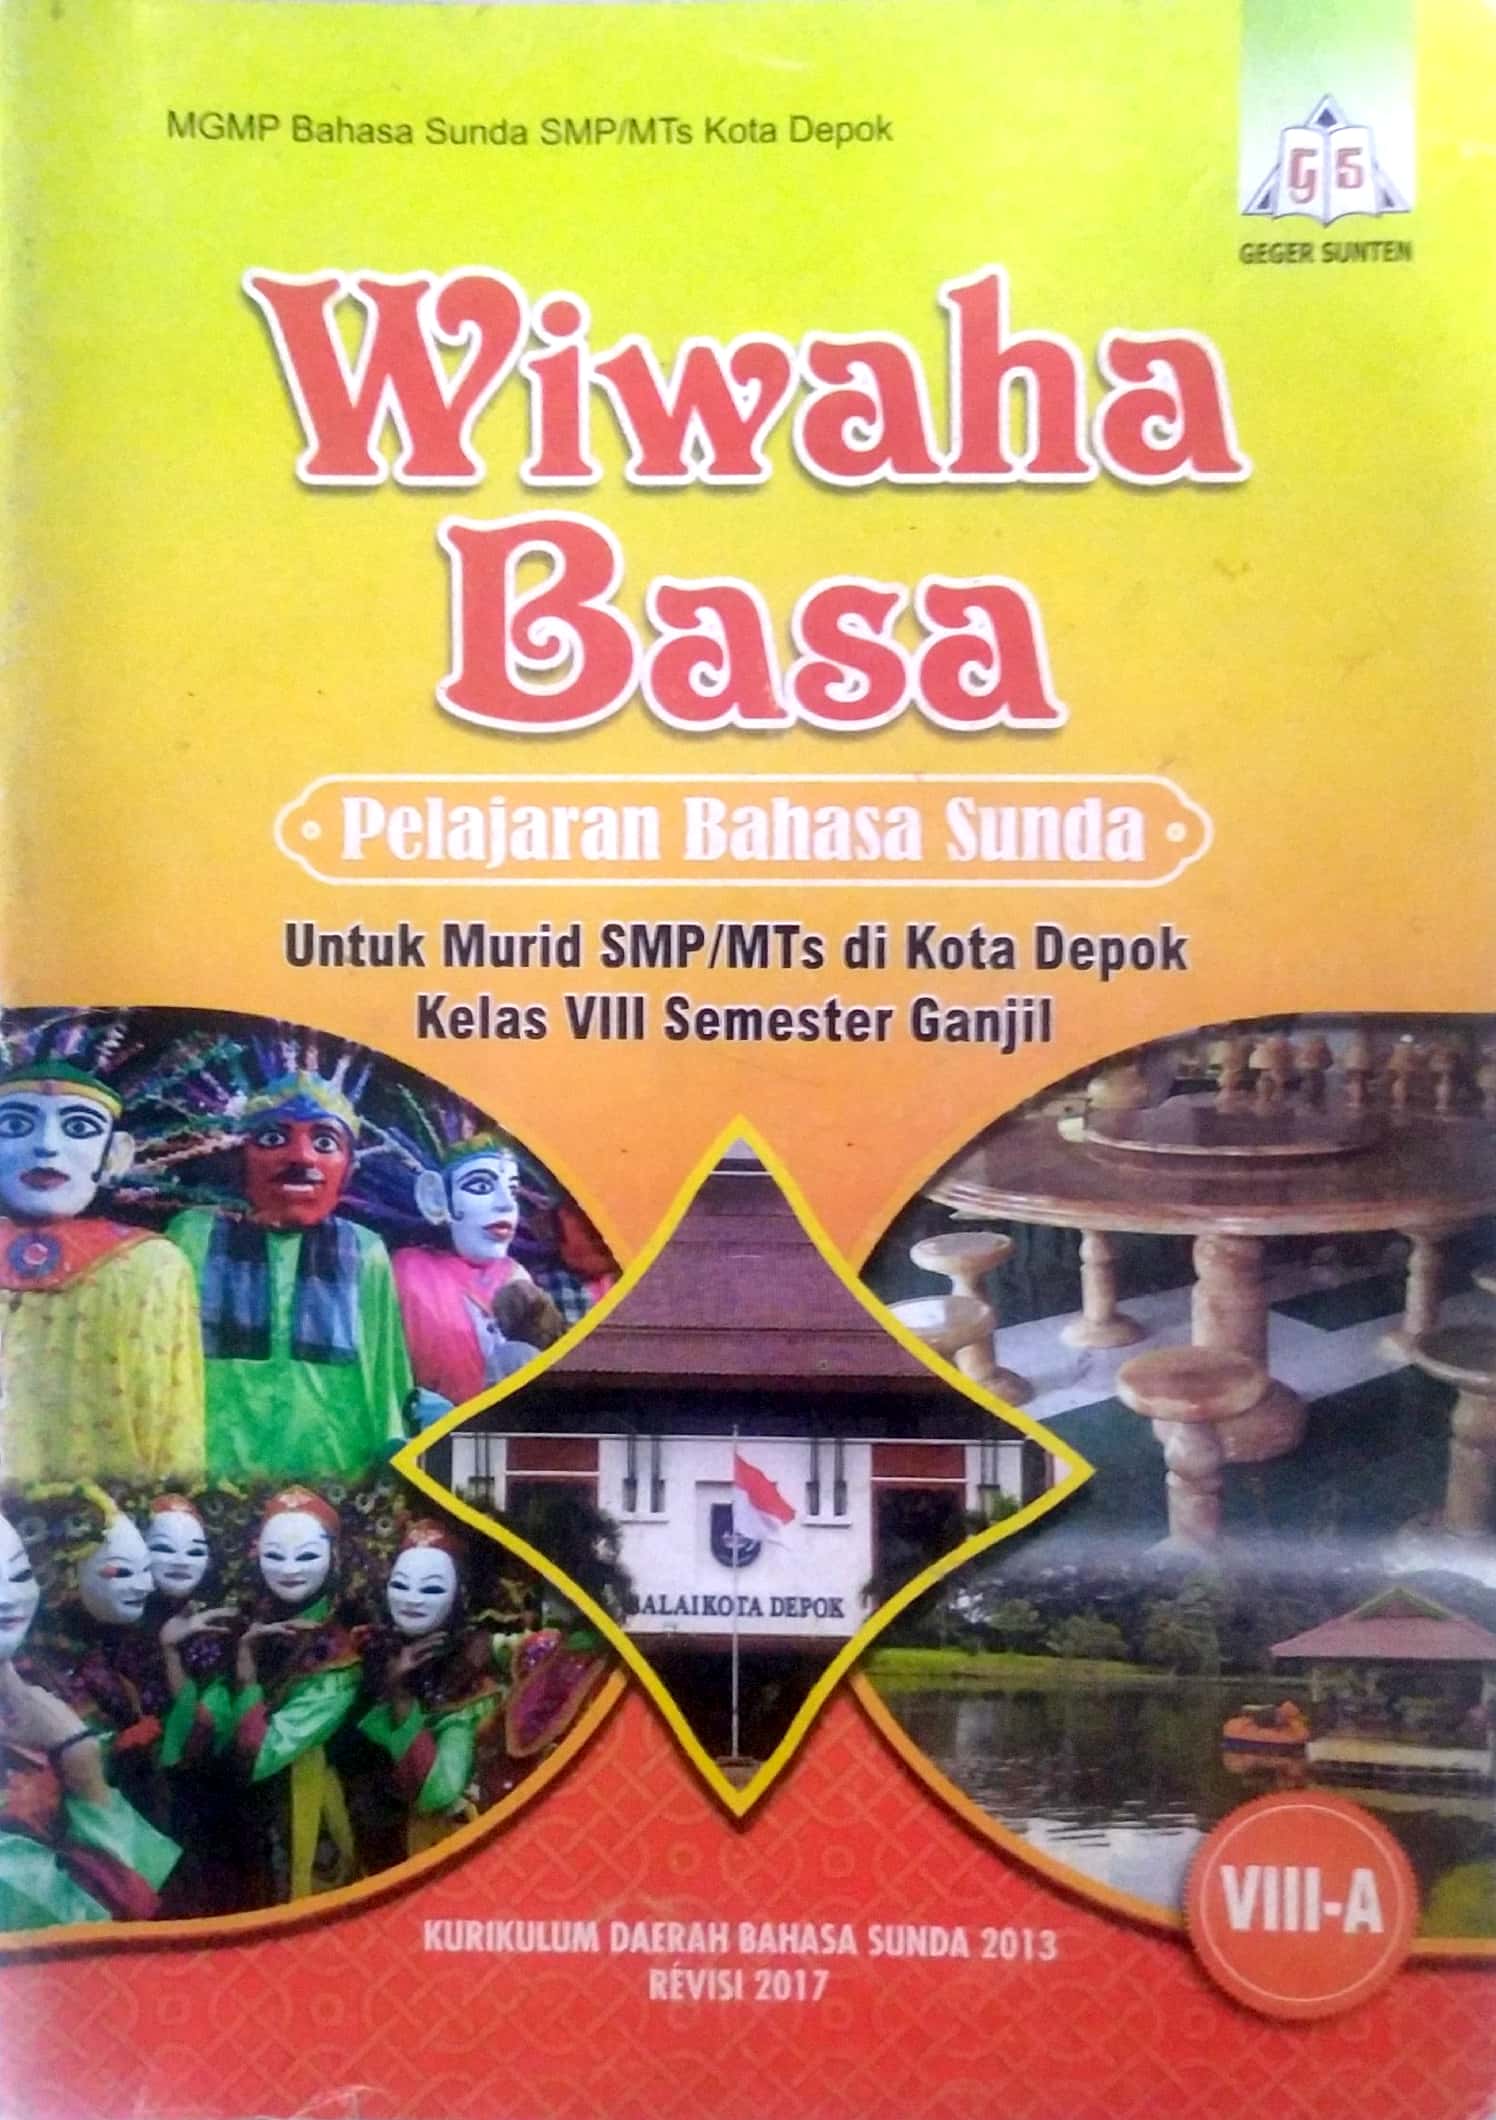 MGMP Bahasa Sunda SMP/MTs Kota Depok
GS
GEGER SUNTEN
Wiwaha
Basa
Pelajaran Bahasa Sunda
Untuk Murid SMP/MTs di Kota Depok
Kelas VIII Semester Ganjil
BALAIKOTA DEPOK
VIII-A
KURIKULUM DAERAH BAHASA SUNDA 2013
RÉVISI 2017